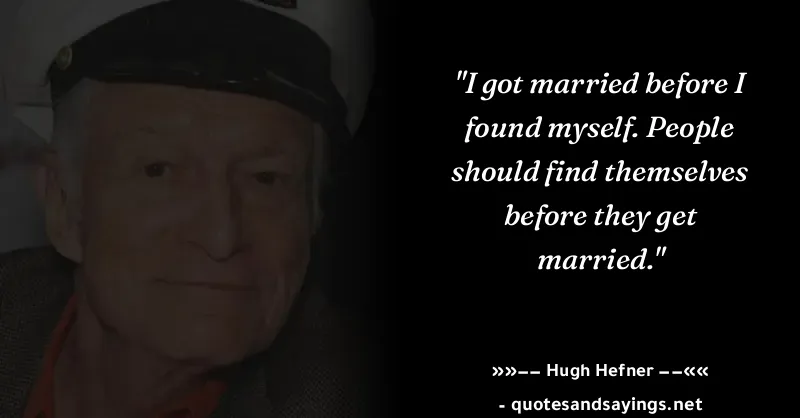 "I got married before I
found myself. People
should find themselves
before they get
married."
»»−− Hugh Hefner −−««
- quotesandsayings.net